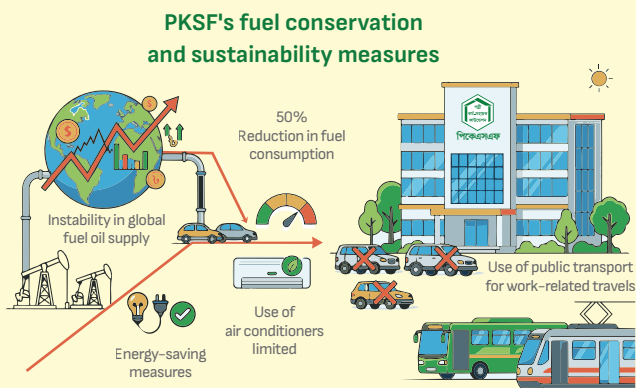 PKSF's fuel conservation
and sustainability measures
50%
Reduction in fuel
consumption
Instability in global
fuel oil supply
পিকেএসএফ
Use of public transport
for work-related travels
Use of
air conditioners
limited
Energy-saving
measures